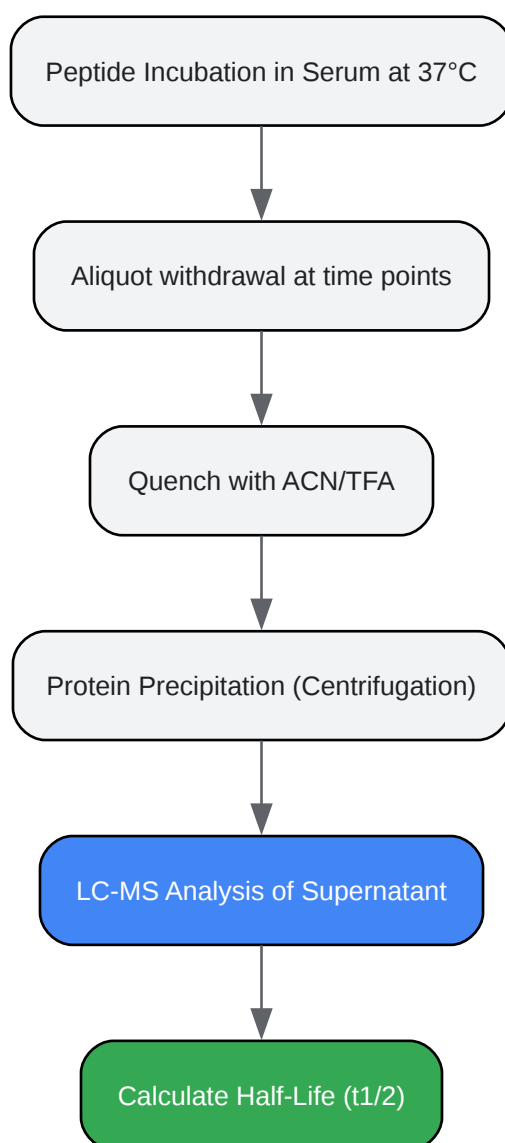 Peptide Incubation in Serum at 37°C
Aliquot withdrawal at time points
Quench with ACN/TFA
Protein Precipitation (Centrifugation)
LC-MS Analysis of Supernatant
Calculate Half-Life (t1/2)